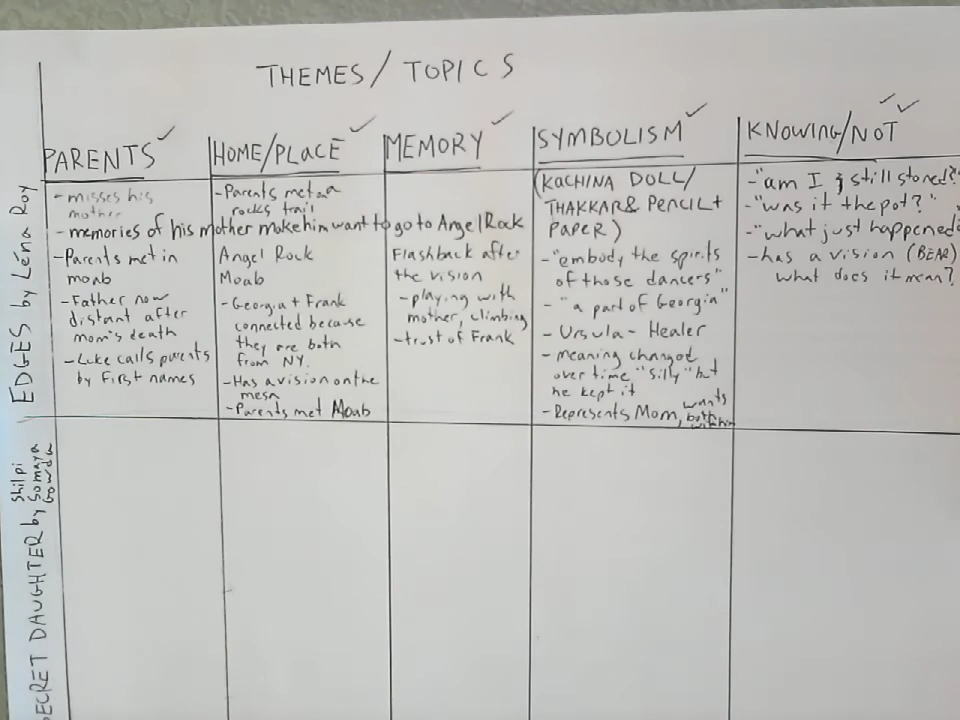 THEMES/TOPICS
PARENTS
HOME/PLACE
MEMORY
SYMBOLISM
KNOWING/NOT
EDGES by Léna Roy
- misses his
mother
- memories of his mother make him want to go to Angel Rock
- Parents met in
moab
- Father now
distant after
mom's death
- Luke calls parents
by First names
- Parents met on a
rocks trail
Angel Rock
Moab
- Georgia + Frank
connected because
they are both
from NY.
- Has a vision on the
mesa
- Parents met Moab
Flashback after
the vision
- playing with
mother, climbing
- trust of Frank
(KACHINA DOLL/
THAKKAR & PENCIL +
PAPER)
- "embody the spirits
of those dancers"
- "a part of Georgia"
- Ursula - Healer
- meaning changed
over time "silly" but
he kept it
- Represents Mom, wants
both
- "am I still stoned?"
- "was it the pot?"
- "what just happened?
- has a vision (BEAR)
what does it mean?
SECRET DAUGHTER by Shilpi
Somaya
Gowda